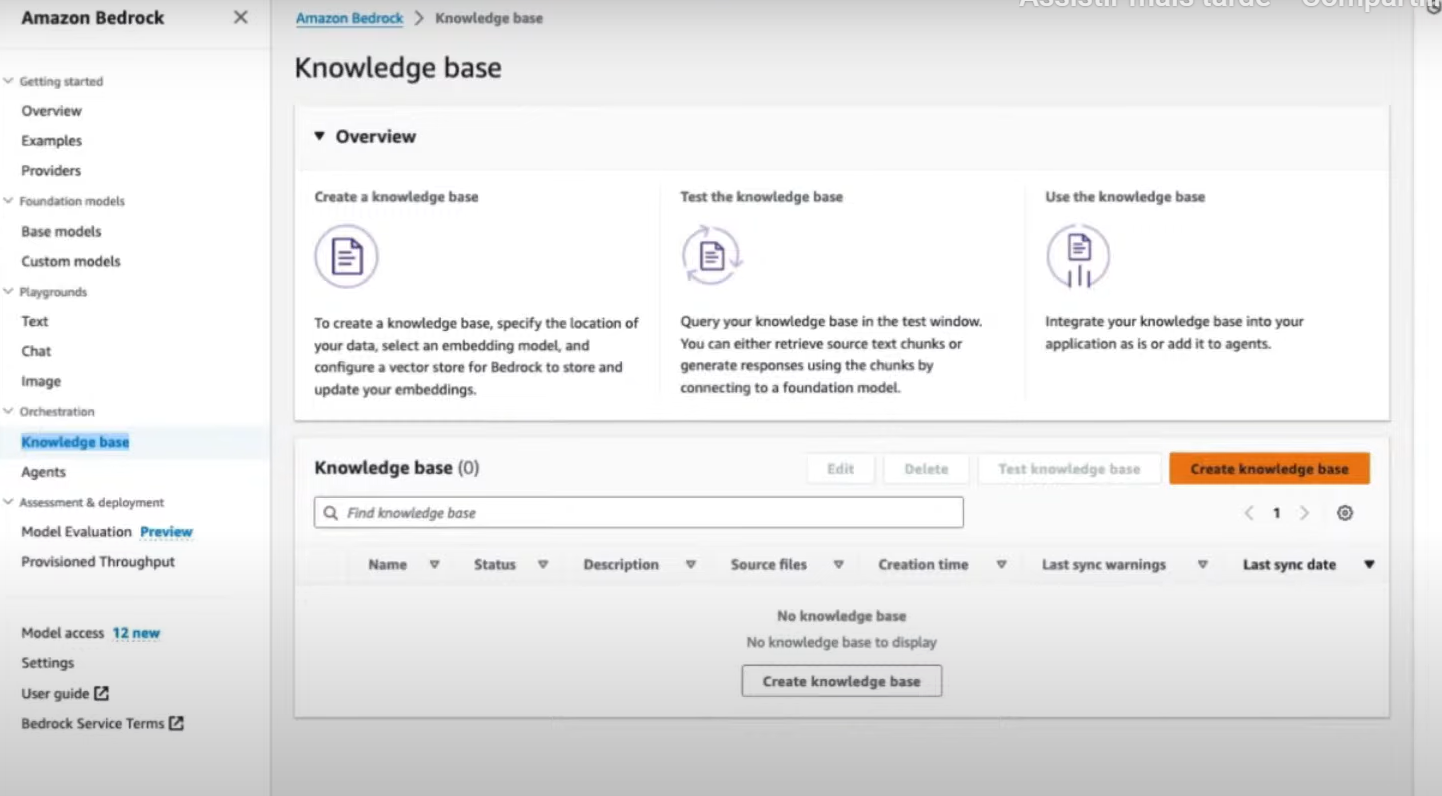 Amazon Bedrock
Getting started
Overview
Examples
Providers
Foundation models
Base models
Custom models
Playgrounds
Text
Chat
Image
Orchestration
Knowledge base
Agents
Assessment & deployment
Model Evaluation Preview
Provisioned Throughput
Model access 12 new
Settings
User guide
Bedrock Service Terms
Assistir mais tarde
Amazon Bedrock > Knowledge base
Knowledge base
Overview
Create a knowledge base
To create a knowledge base, specify the location of
your data, select an embedding model, and
configure a vector store for Bedrock to store and
update your embeddings.
Test the knowledge base
Query your knowledge base in the test window.
You can either retrieve source text chunks or
generate responses using the chunks by
connecting to a foundation model.
Use the knowledge base
Integrate your knowledge base into your
application as is or add it to agents.
Knowledge base (0)
Edit
Delete
Test knowledge base
Create knowledge base
Find knowledge base
1
Name Status Description Source files Creation time Last sync warnings Last sync date
No knowledge base
No knowledge base to display
Create knowledge base